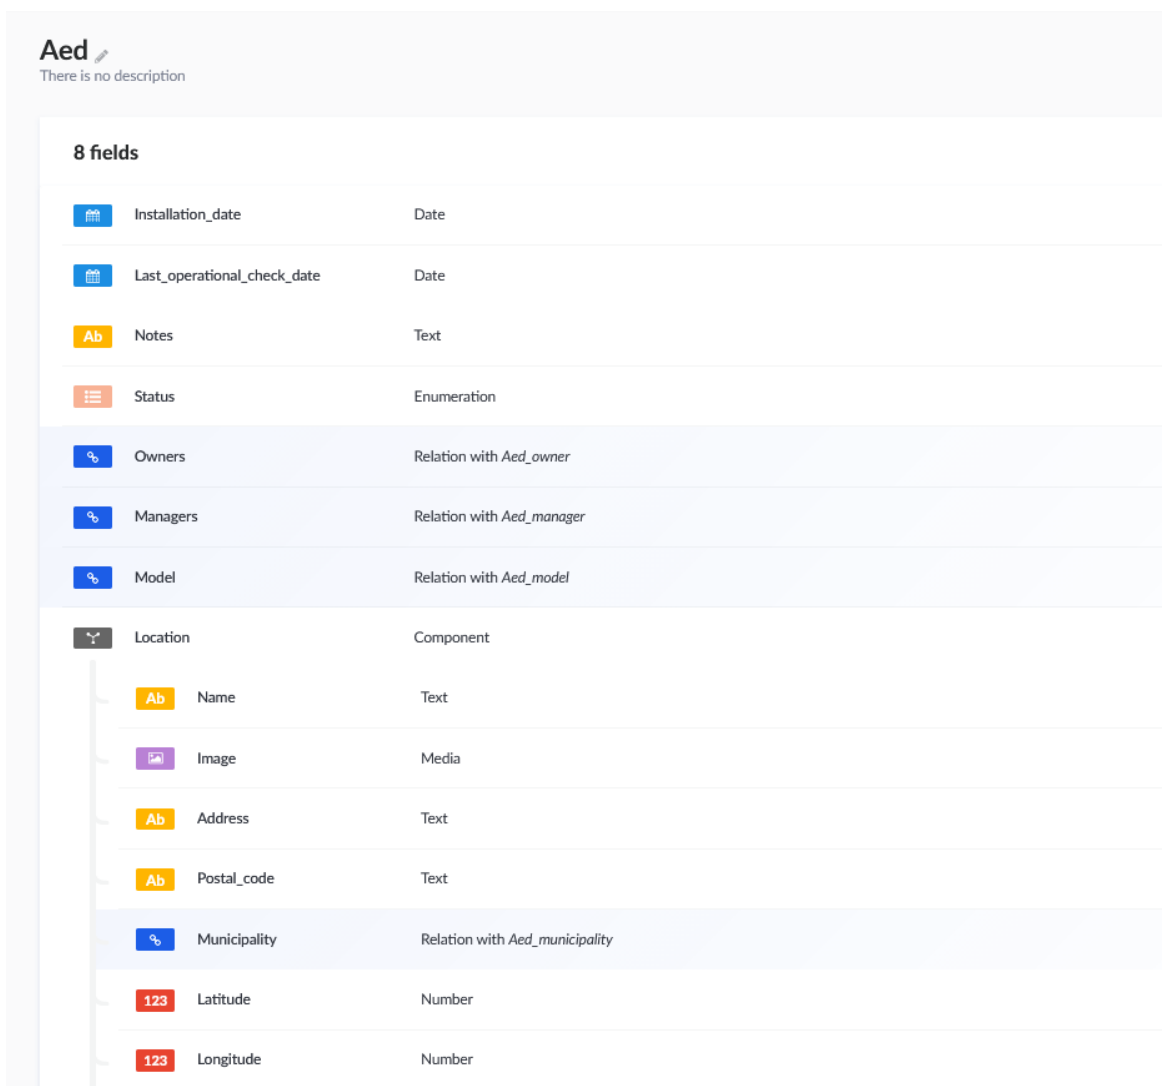 Aed
There is no description
8 fields
Installation_date Date
Last_operational_check_date Date
Ab Notes Text
Status Enumeration
Owners Relation with Aed_owner
Managers Relation with Aed_manager
Model Relation with Aed_model
Location Component
Ab Name Text
Image Media
Ab Address Text
Ab Postal_code Text
Municipality Relation with Aed_municipality
123 Latitude Number
123 Longitude Number